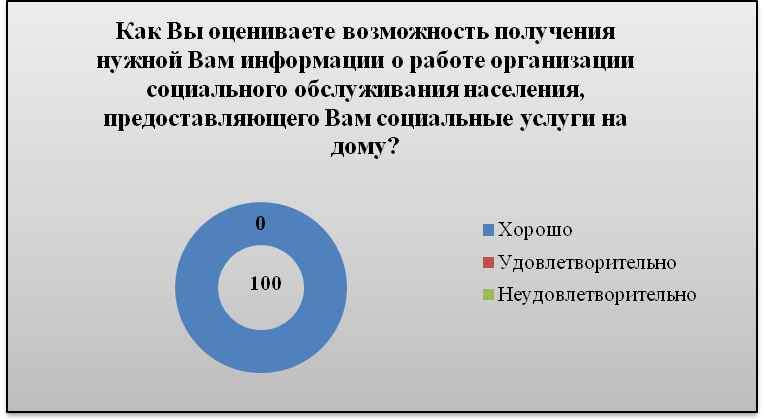 Как Вы оцениваете возможность получения
нужной Вам информации о работе организации
социального обслуживания населения,
предоставляющего Вам социальные услуги на
дому?
0
100
Хорошо
Удовлетворительно
Неудовлетворительно